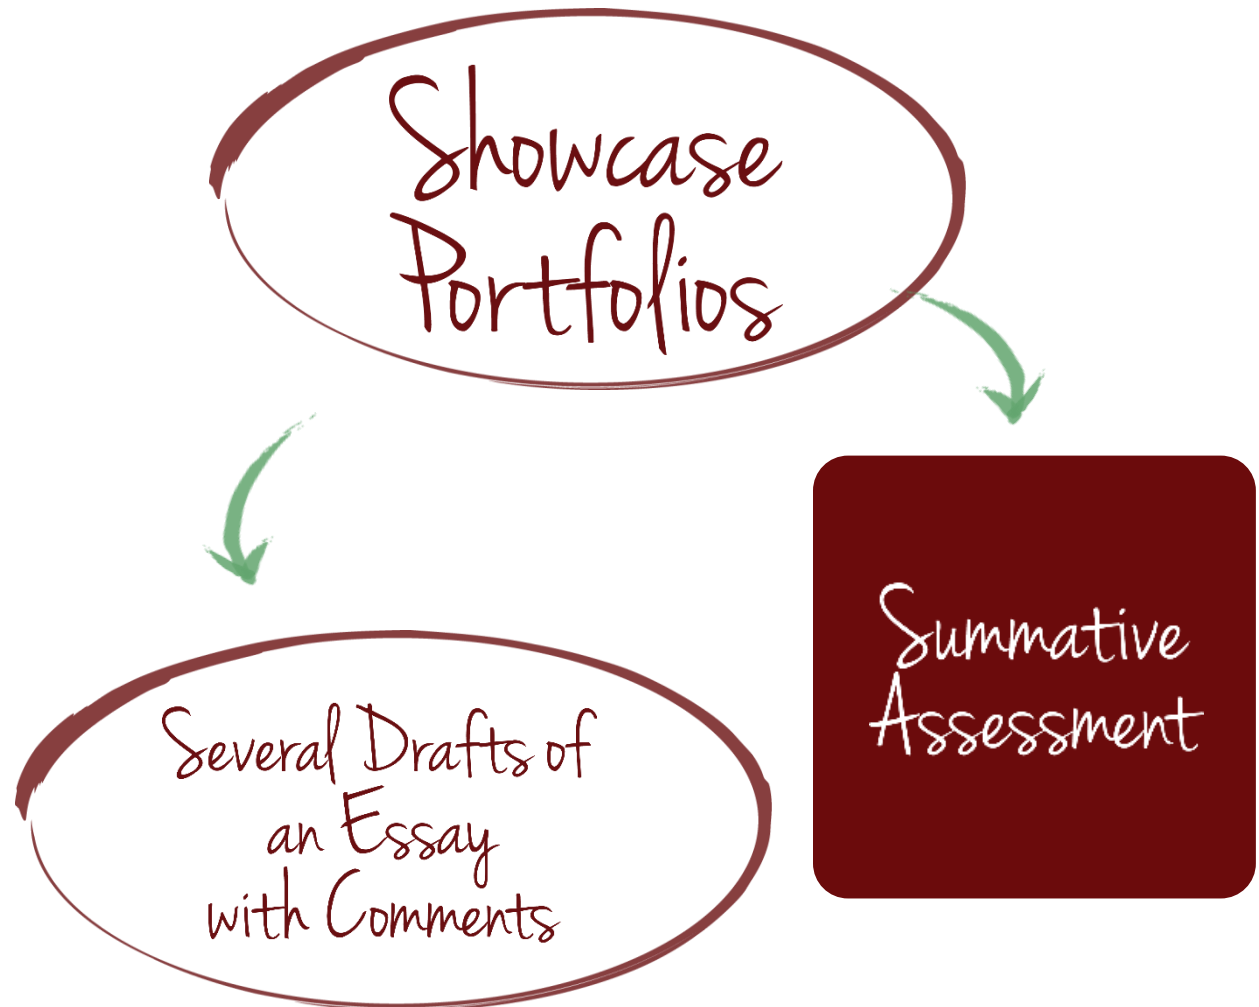 Showcase
Portfolios
Summative
Assessment
Several Drafts of
an Essay
with Comments